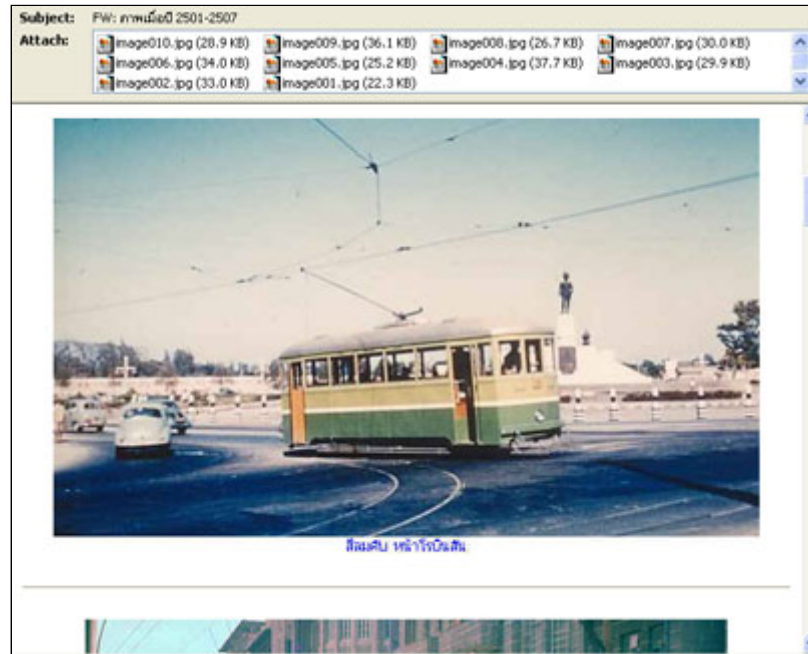 Subject: FW: ภาพเมื่อปี 2501-2507
Attach: image010.jpg (28.9 KB) image009.jpg (36.1 KB) image008.jpg (26.7 KB) image007.jpg (30.0 KB)
image006.jpg (34.0 KB) image005.jpg (25.2 KB) image004.jpg (37.7 KB) image003.jpg (29.9 KB)
image002.jpg (33.0 KB) image001.jpg (22.3 KB)
สีลมคับ หน้าโรบินสัน